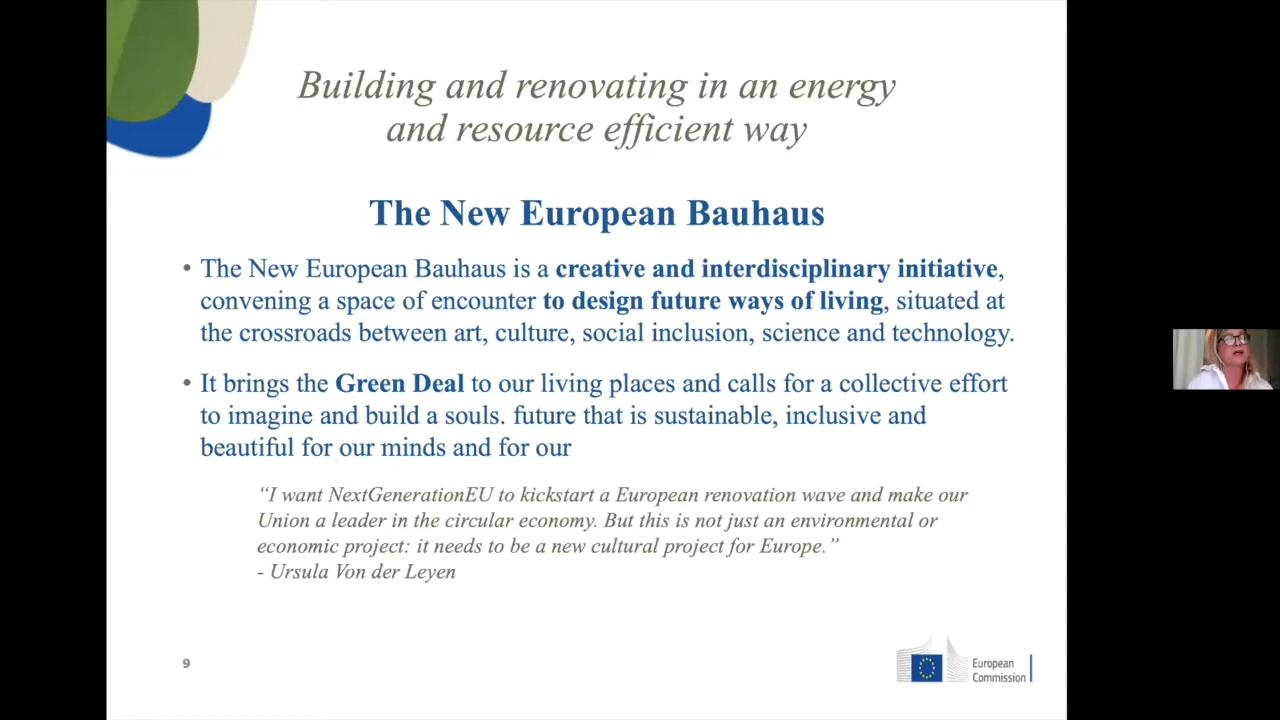 Building and renovating in an energy
and resource efficient way
The New European Bauhaus
• The New European Bauhaus is a creative and interdisciplinary initiative,
convening a space of encounter to design future ways of living, situated at
the crossroads between art, culture, social inclusion, science and technology.
• It brings the Green Deal to our living places and calls for a collective effort
to imagine and build a souls. future that is sustainable, inclusive and
beautiful for our minds and for our
“I want NextGenerationEU to kickstart a European renovation wave and make our
Union a leader in the circular economy. But this is not just an environmental or
economic project: it needs to be a new cultural project for Europe.”
- Ursula Von der Leyen
9
European
Commission